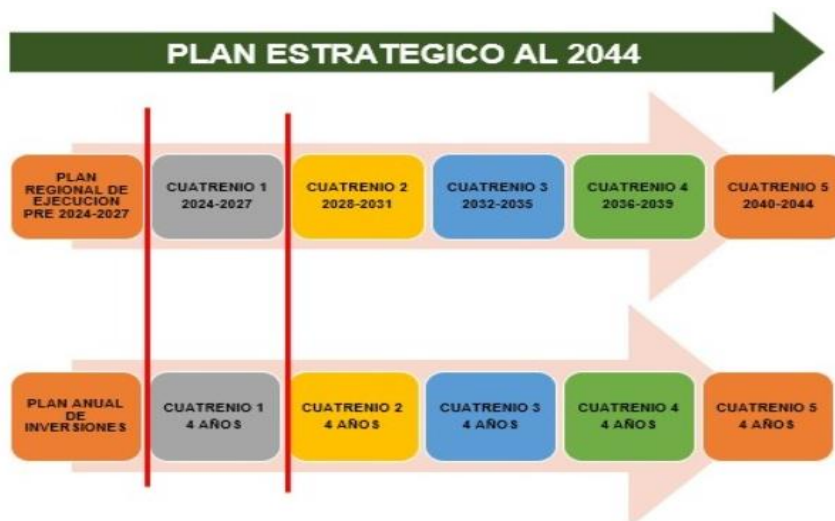 PLAN ESTRATEGICO AL 2044
PLAN
REGIONAL DE
EJECUCION
PRE 2024-2027
CUATRENIO 1
2024-2027
CUATRENIO 2
2028-2031
CUATRENIO 3
2032-2035
CUATRENIO 4
2036-2039
CUATRENIO 5
2040-2044
PLAN ANUAL
DE
INVERSIONES
CUATRENIO 1
4 AÑOS
CUATRENIO 2
4 AÑOS
CUATRENIO 3
4 AÑOS
CUATRENIO 4
4 AÑOS
CUATRENIO 5
4 AÑOS